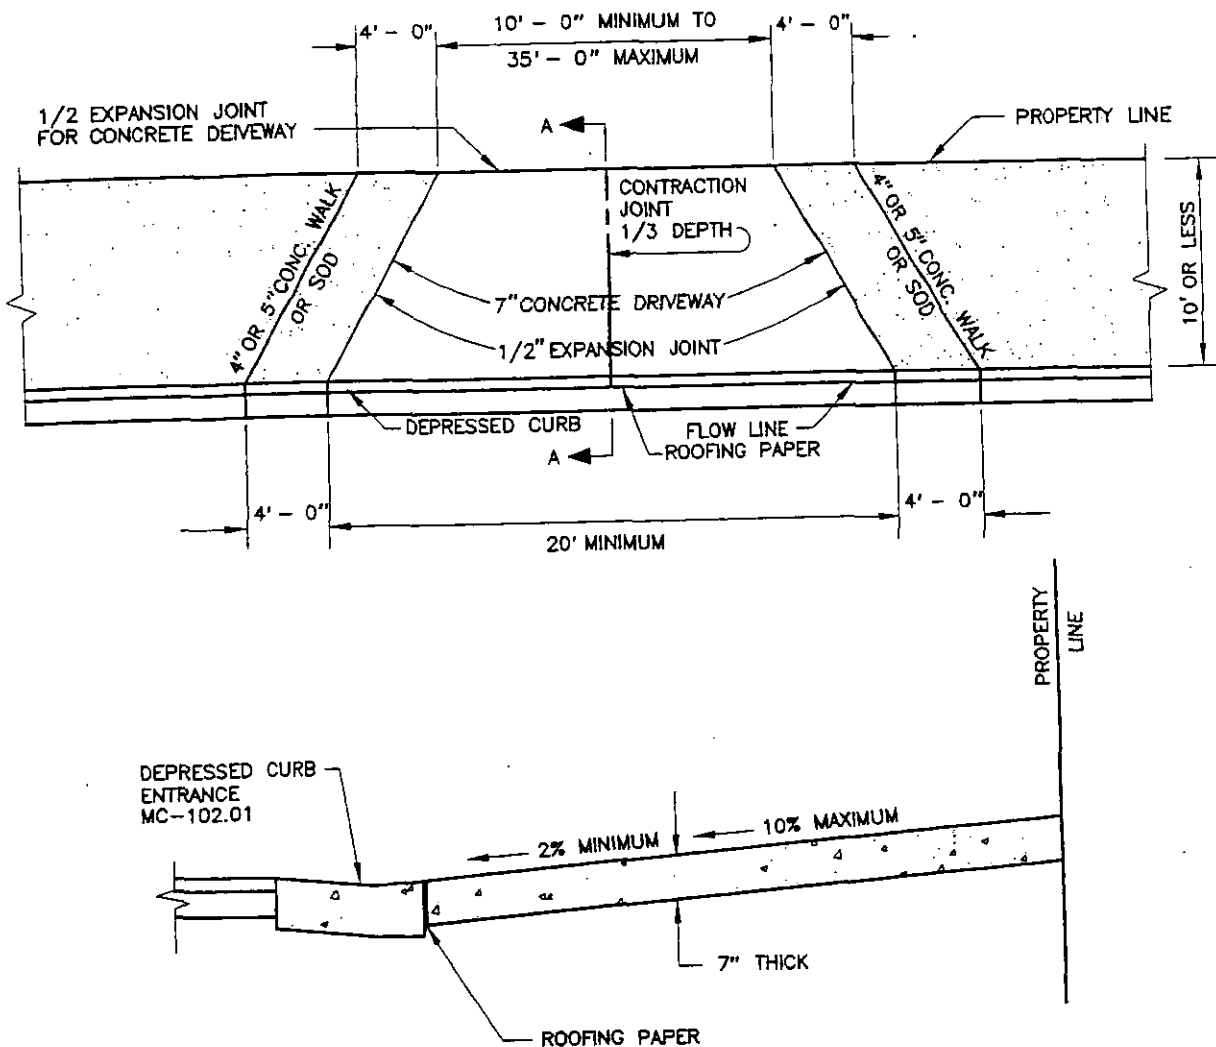 4' - 0"
10' - 0" MINIMUM TO
35' - 0" MAXIMUM
4' - 0"
1/2 EXPANSION JOINT
FOR CONCRETE DEIVEWAY
A
PROPERTY LINE
CONTRACTION
JOINT
1/3 DEPTH
4" OR 5" CONC. WALK
OR SOD
4" OR 5" CONC. WALK
OR SOD
10' OR LESS
7" CONCRETE DRIVEWAY
1/2" EXPANSION JOINT
DEPRESSED CURB
FLOW LINE
ROOFING PAPER
A
4' - 0"
20' MINIMUM
4' - 0"
PROPERTY
LINE
DEPRESSED CURB
ENTRANCE
MC-102.01
2% MINIMUM
10% MAXIMUM
7" THICK
ROOFING PAPER